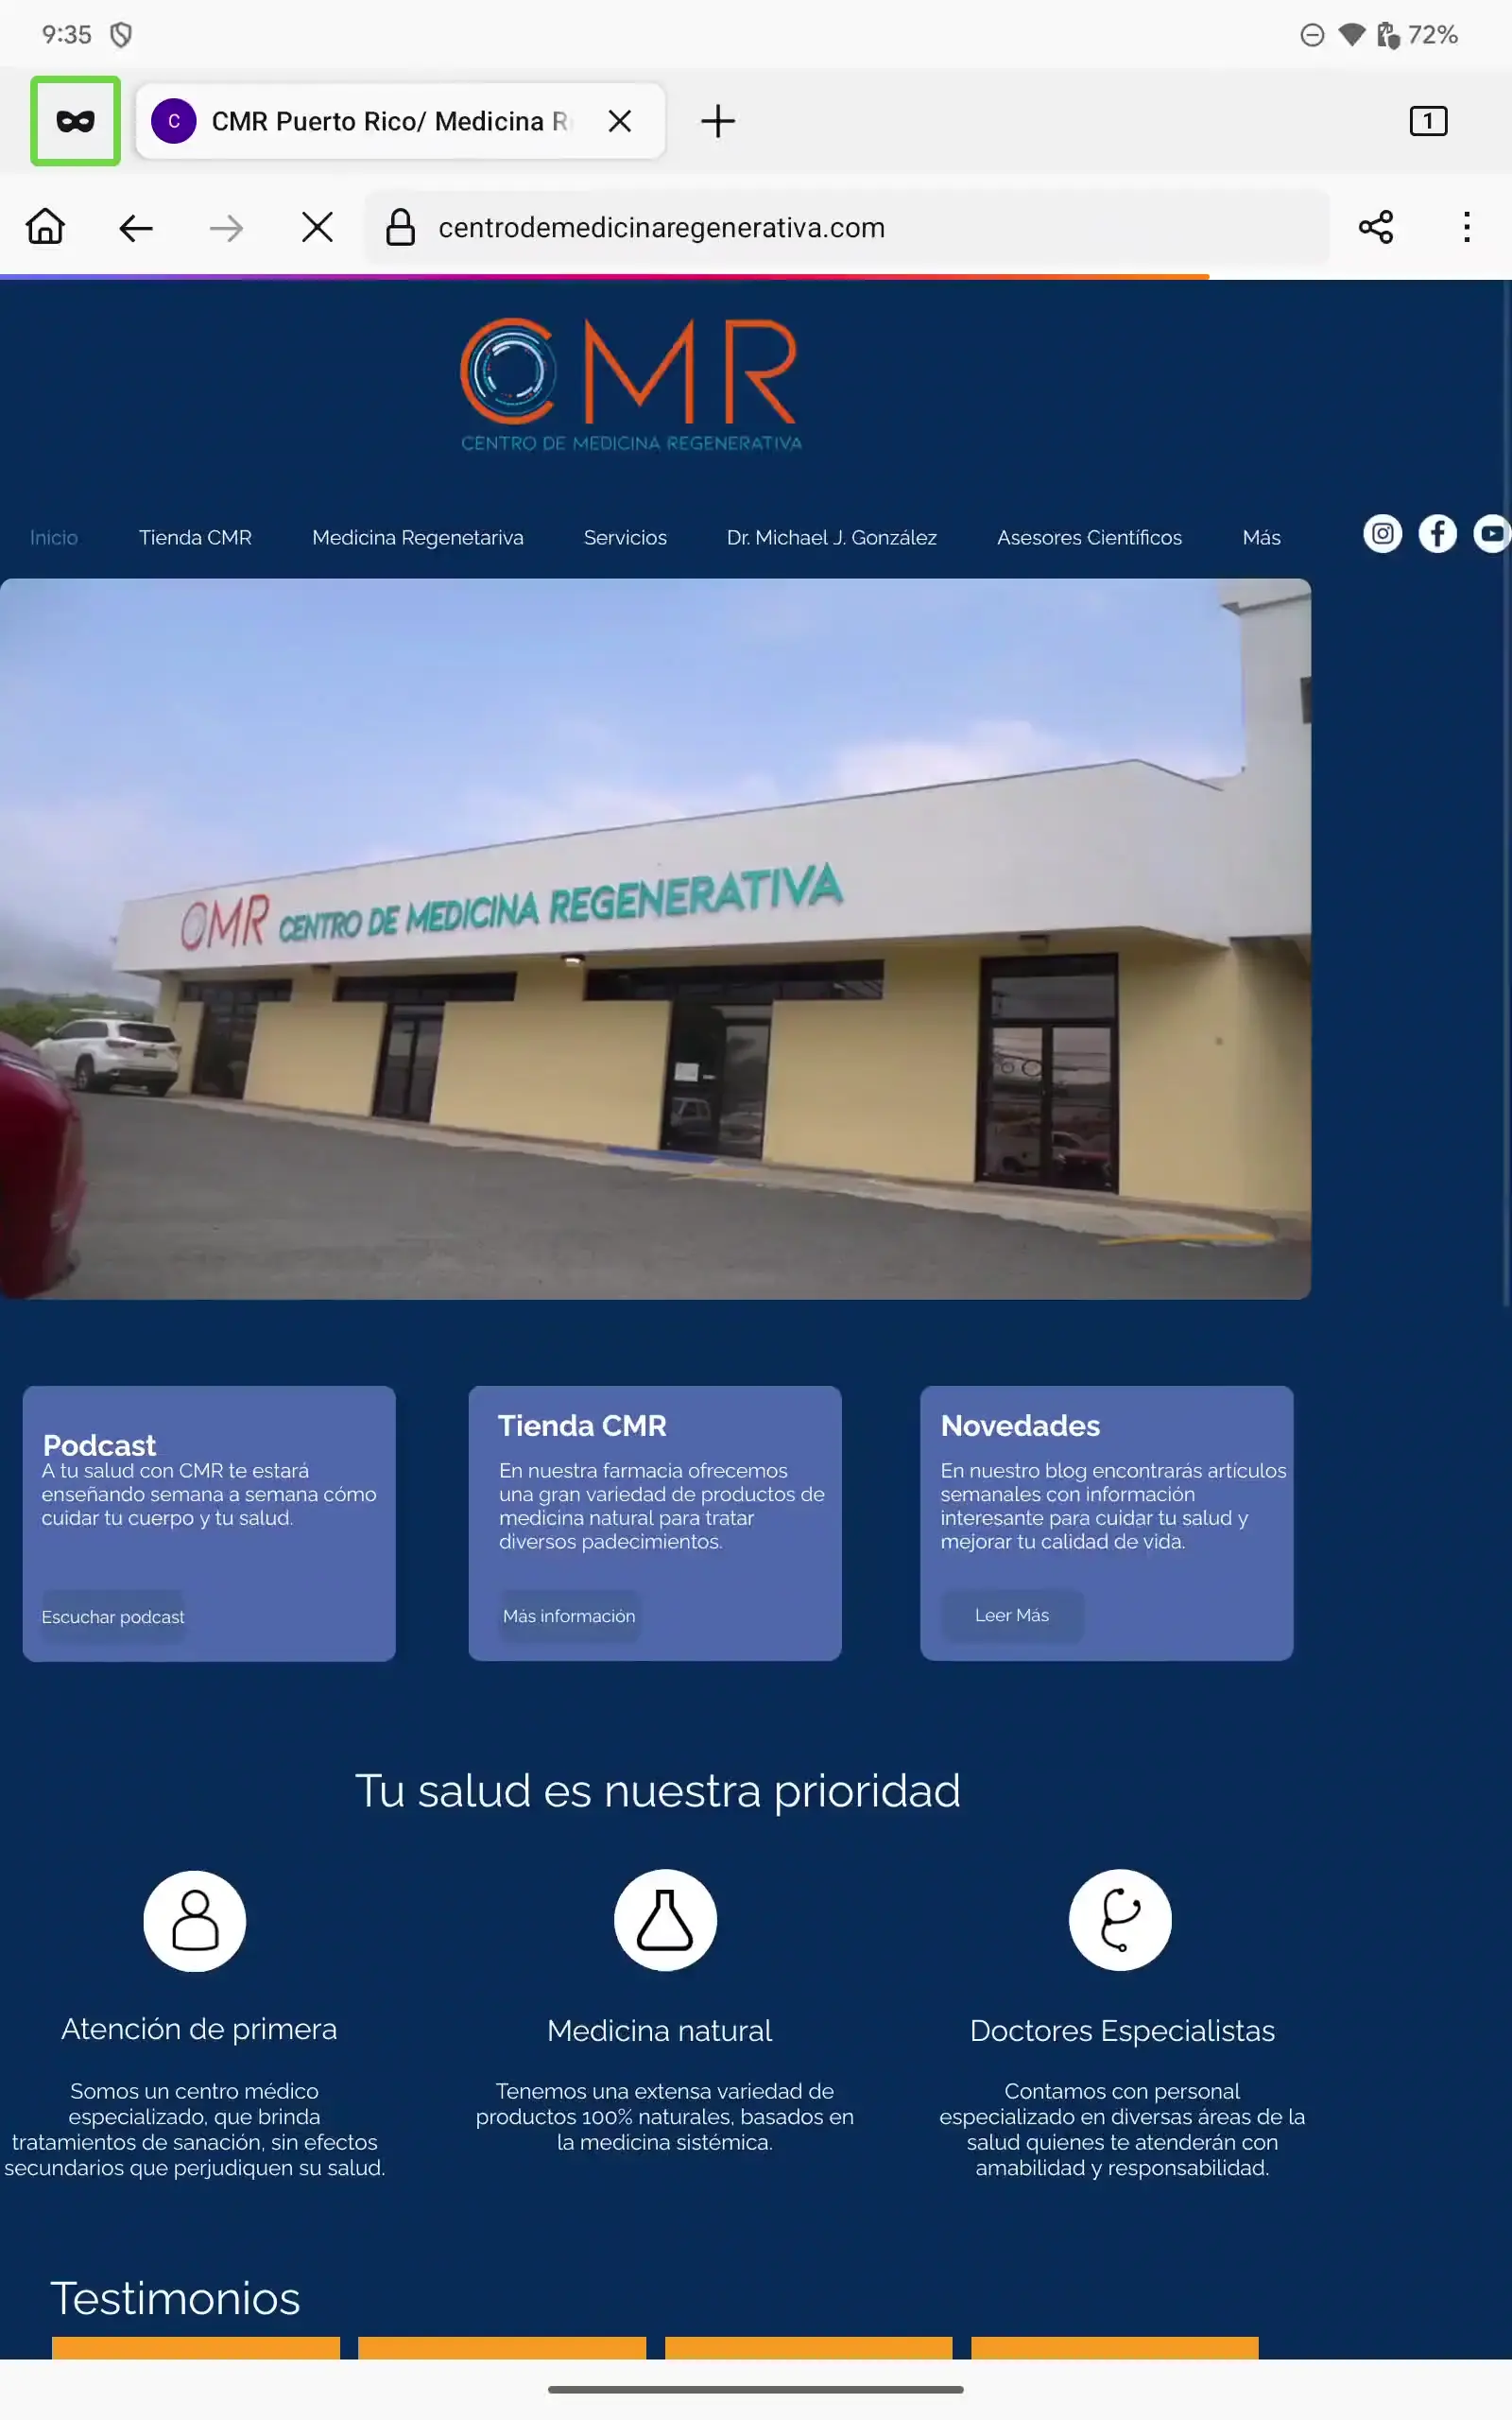 9:35
72%
C
CMR Puerto Rico/ Medicina R
1
centrodemedicinaregenerativa.com
CMR
CENTRO DE MEDICINA REGENERATIVA
Inicio
Tienda CMR
Medicina Regenetariva
Servicios
Dr. Michael J. González
Asesores Científicos
Más
CMR CENTRO DE MEDICINA REGENERATIVA
Podcast
A tu salud con CMR te estará
enseñando semana a semana cómo
cuidar tu cuerpo y tu salud.
Escuchar podcast
Tienda CMR
En nuestra farmacia ofrecemos
una gran variedad de productos de
medicina natural para tratar
diversos padecimientos.
Más información
Novedades
En nuestro blog encontrarás artículos
semanales con información
interesante para cuidar tu salud y
mejorar tu calidad de vida.
Leer Más
Tu salud es nuestra prioridad
Atención de primera
Somos un centro médico
especializado, que brinda
tratamientos de sanación, sin efectos
secundarios que perjudiquen su salud.
Medicina natural
Tenemos una extensa variedad de
productos 100% naturales, basados en
la medicina sistémica.
Doctores Especialistas
Contamos con personal
especializado en diversas áreas de la
salud quienes te atenderán con
amabilidad y responsabilidad.
Testimonios